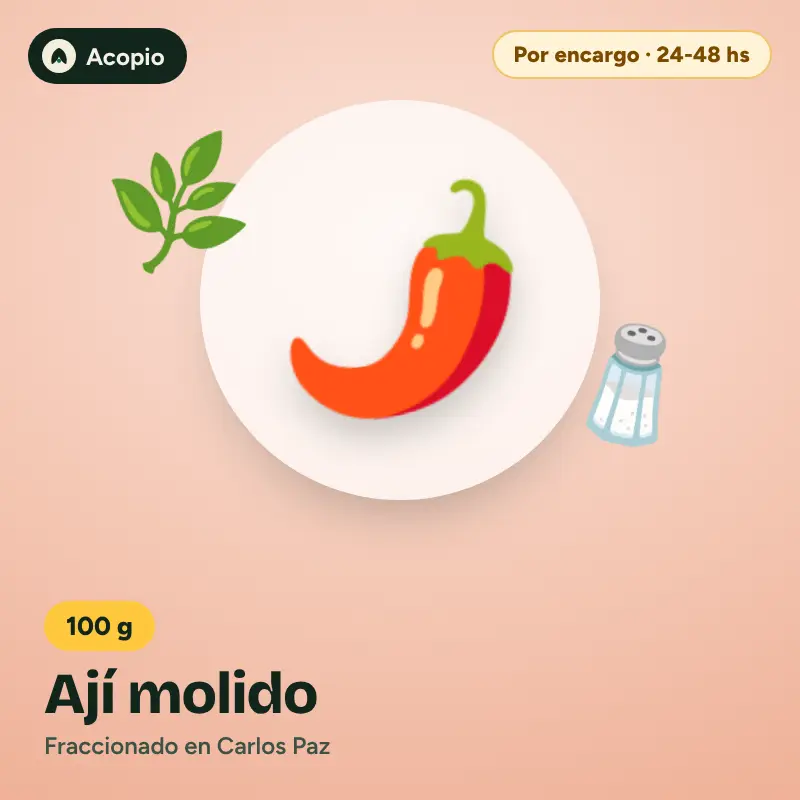 Acopio
Por encargo · 24-48 hs
100 g
Ají molido
Fraccionado en Carlos Paz